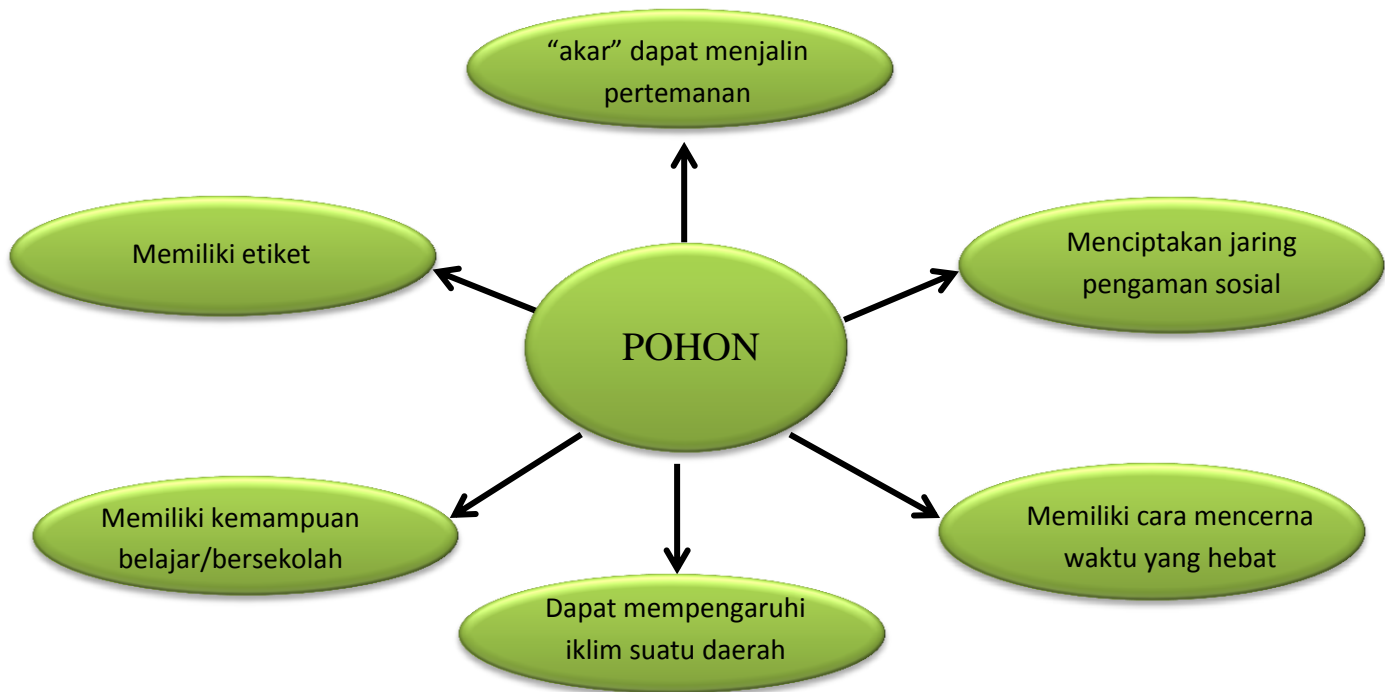 “akar” dapat menjalin
pertemanan
Memiliki etiket
Menciptakan jaring
pengaman sosial
POHON
Memiliki kemampuan
belajar/bersekolah
Memiliki cara mencerna
waktu yang hebat
Dapat mempengaruhi
iklim suatu daerah